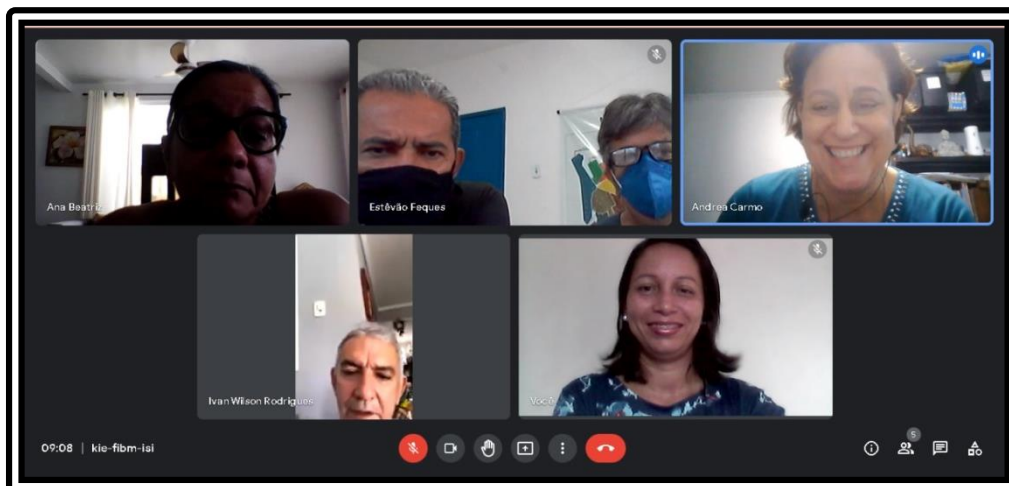 Ana Beatriz
Estêvão Feques
Andrea Carmo
Ivan Wilson Rodrigues
Você
09:08 | kie-fibm-isi
5